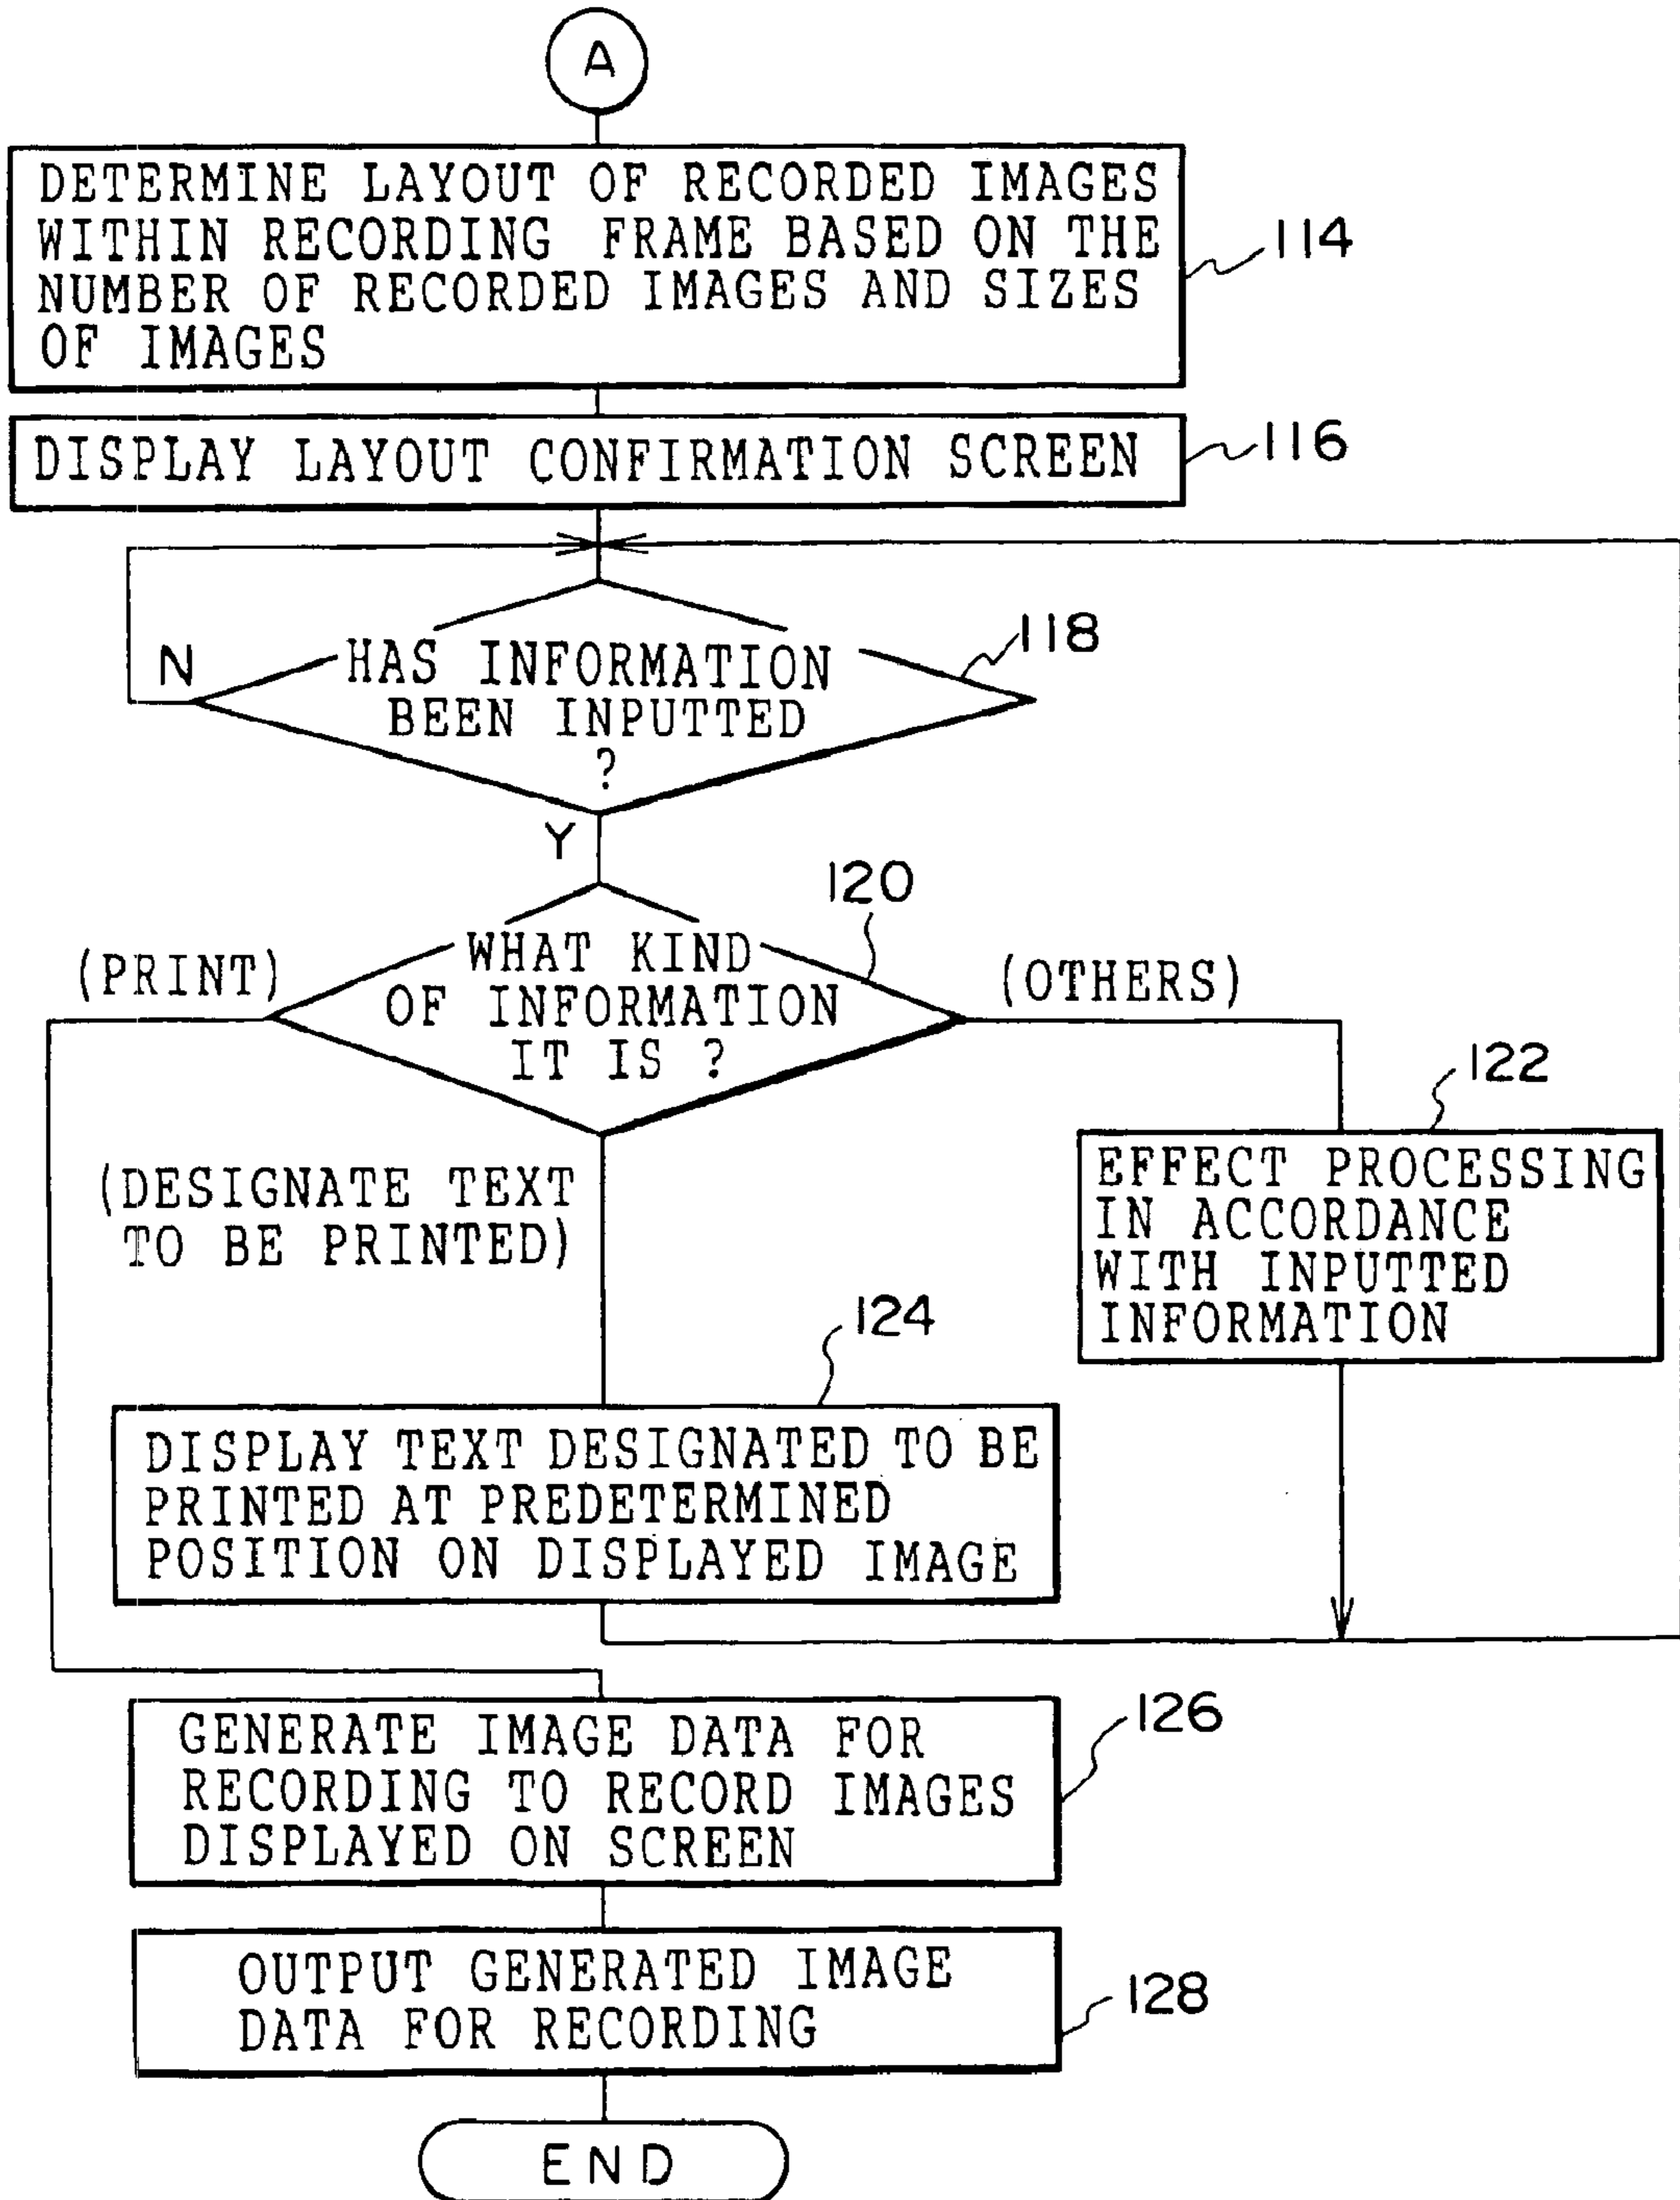 A
DETERMINE LAYOUT OF RECORDED IMAGES
WITHIN RECORDING FRAME BASED ON THE
NUMBER OF RECORDED IMAGES AND SIZES
OF IMAGES
114
DISPLAY LAYOUT CONFIRMATION SCREEN
116
N
HAS INFORMATION
BEEN INPUTTED
?
118
Y
120
(PRINT)
WHAT KIND
OF INFORMATION
IT IS ?
(OTHERS)
122
(DESIGNATE TEXT
TO BE PRINTED)
EFFECT PROCESSING
IN ACCORDANCE
WITH INPUTTED
INFORMATION
124
DISPLAY TEXT DESIGNATED TO BE
PRINTED AT PREDETERMINED
POSITION ON DISPLAYED IMAGE
GENERATE IMAGE DATA FOR
RECORDING TO RECORD IMAGES
DISPLAYED ON SCREEN
126
OUTPUT GENERATED IMAGE
DATA FOR RECORDING
128
END